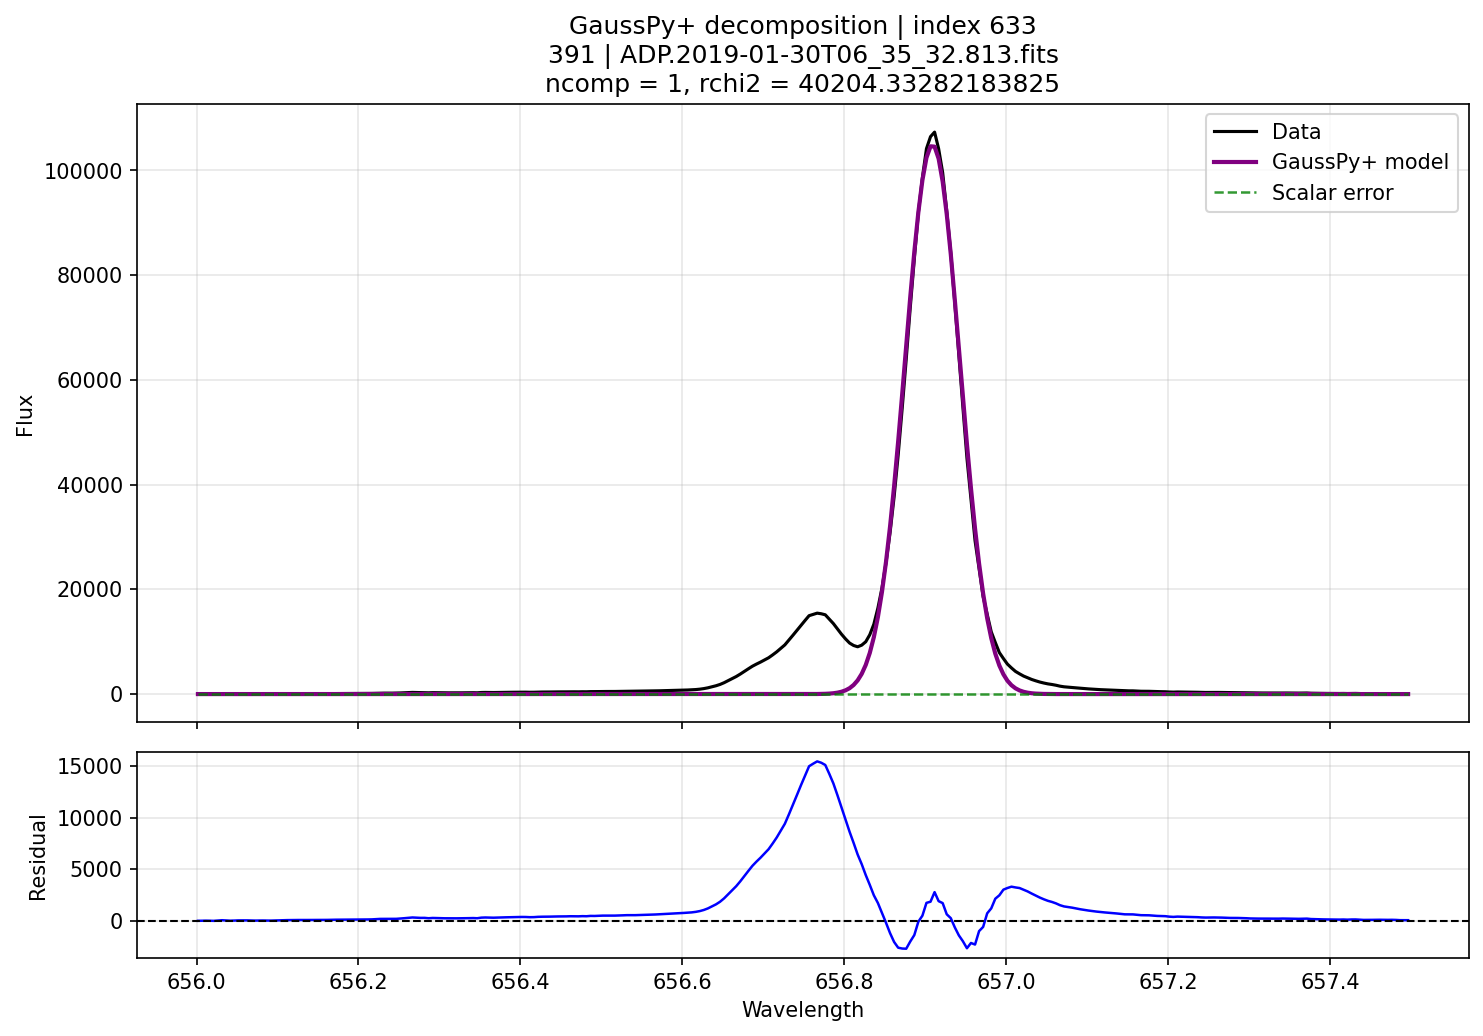 GaussPy+ decomposition | index 633
391 | ADP.2019-01-30T06_35_32.813.fits
ncomp = 1, rchi2 = 40204.33282183825
Data
GaussPy+ model
Scalar error
100000
80000
60000
40000
20000
0
Flux
15000
10000
5000
0
Residual
656.0
656.2
656.4
656.6
656.8
657.0
657.2
657.4
Wavelength